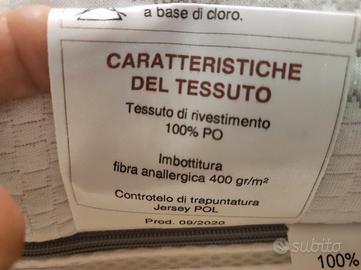 a base di cloro.
CARATTERISTICHE
DEL TESSUTO
Tessuto di rivestimento
100% PO
Imbottitura
fibra anallergica 400 gr/m²
Controtelo di trapuntatura
Jersey POL
Prod. 09/2020
subito
100%